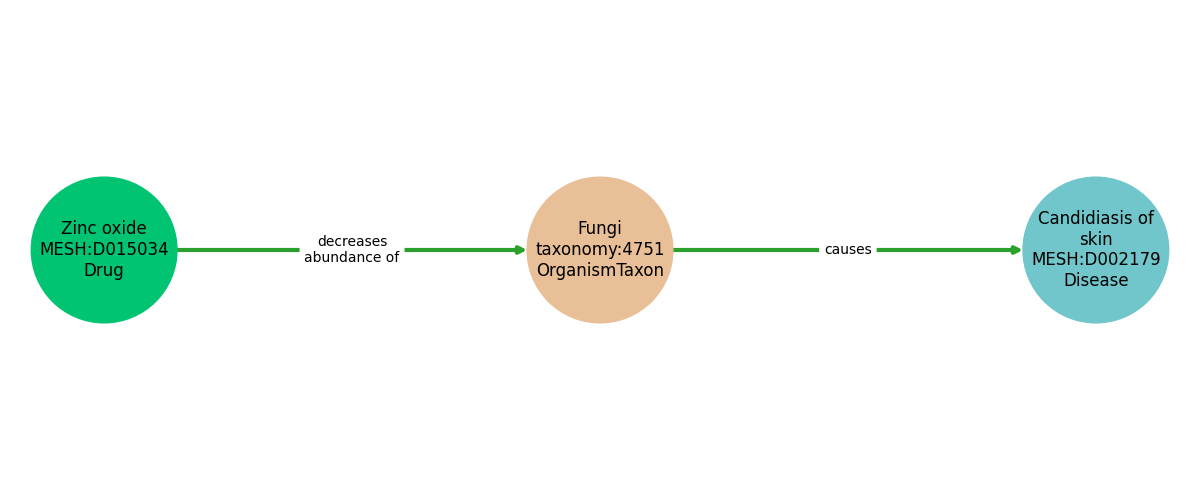 Zinc oxide
MESH:D015034
Drug
decreases
abundance of
Fungi
taxonomy:4751
OrganismTaxon
causes
Candidiasis of
skin
MESH:D002179
Disease